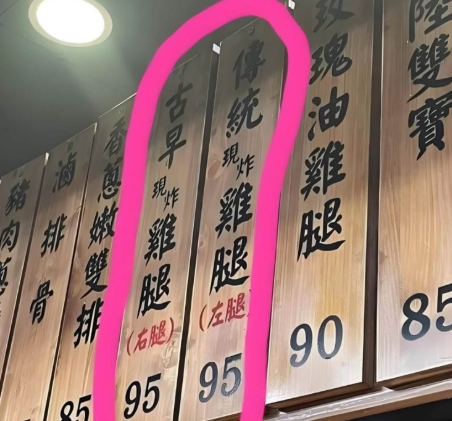 陸雙寶
85
玫瑰油雞腿
90
傳統現炸雞腿
(左腿)
95
古早現炸雞腿
(右腿)
95
香蔥嫩雙排
85
滷排骨
豬肉蔥